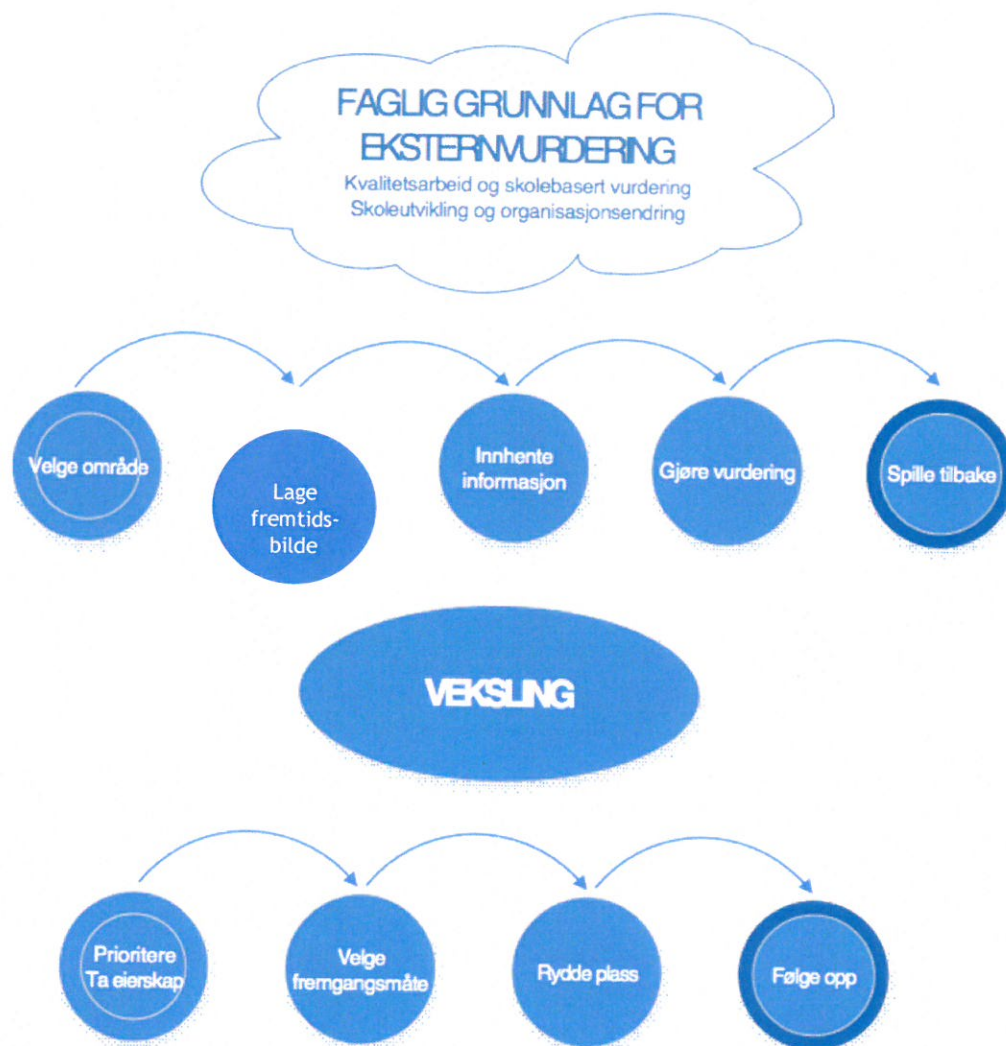 FAGLIG GRUNNLAG FOR
EKSTERNVURDERING
Kvalitetsarbeid og skolebasert vurdering
Skoleutvikling og organisasjonsendring
Velge område
Lage
fremtids-
bilde
Innhente
informasjon
Gjøre vurdering
Spille tilbake
VEKSLING
Prioritere
Ta eierskap
Velge
fremgangsmåte
Rydde plass
Følge opp